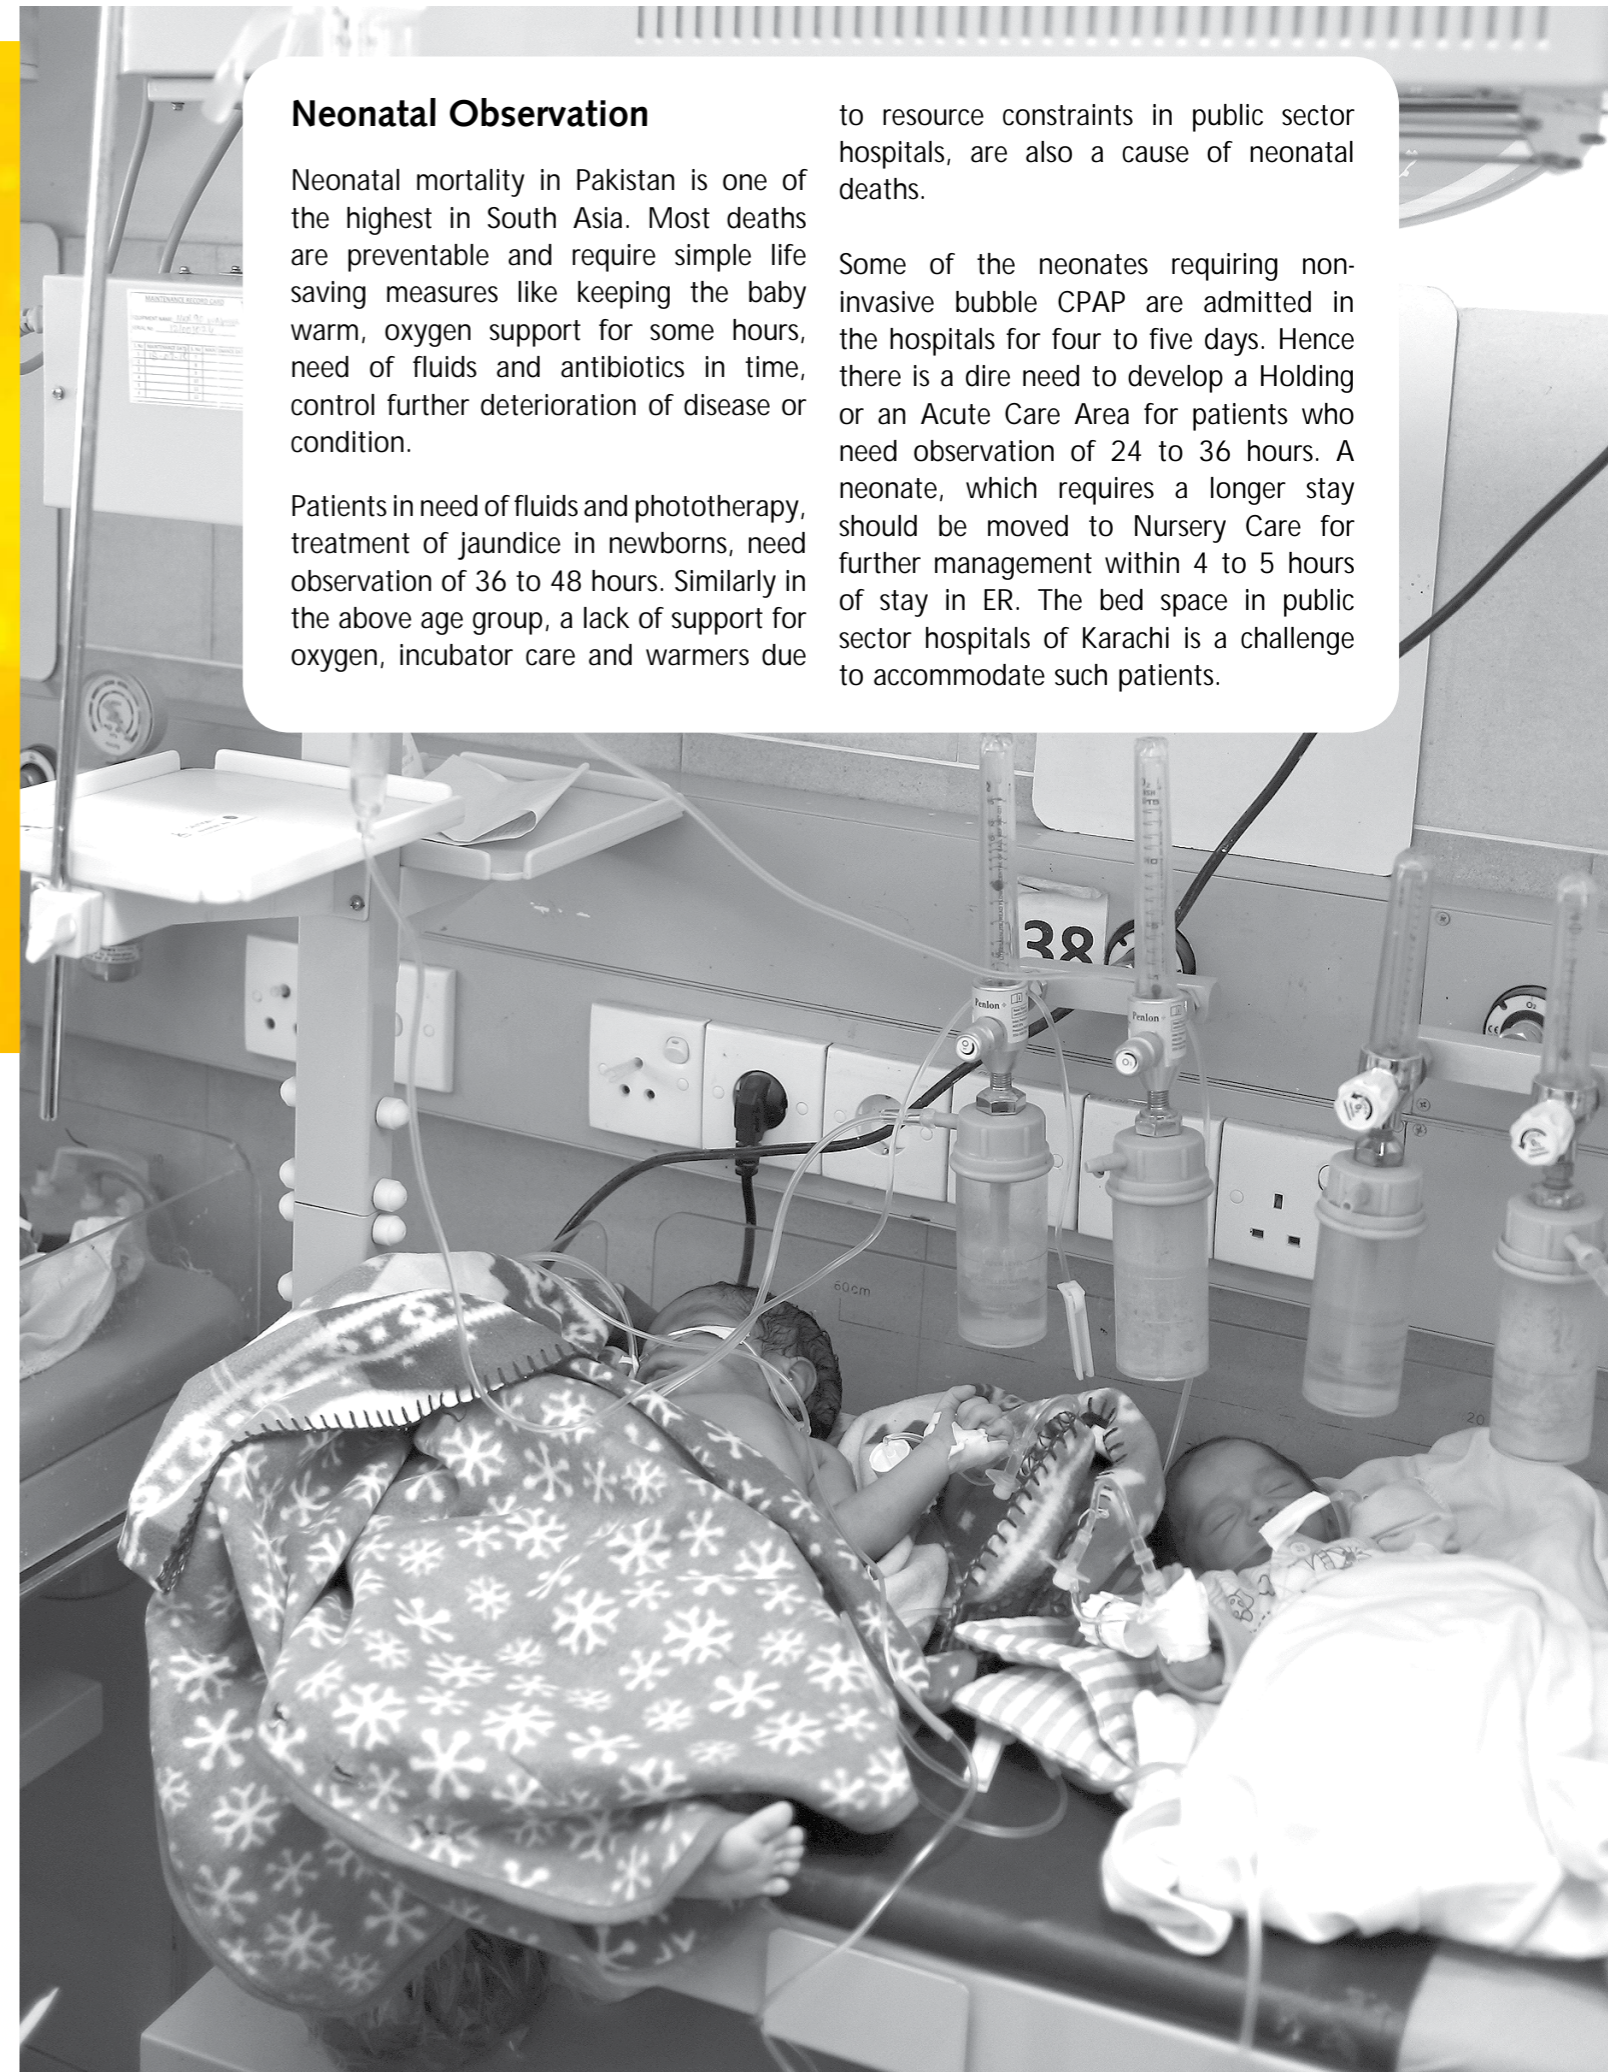 Neonatal Observation
Neonatal mortality in Pakistan is one of
the highest in South Asia. Most deaths
are preventable and require simple life
saving measures like keeping the baby
warm, oxygen support for some hours,
need of fluids and antibiotics in time,
control further deterioration of disease or
condition.
Patients in need of fluids and phototherapy,
treatment of jaundice in newborns, need
observation of 36 to 48 hours. Similarly in
the above age group, a lack of support for
oxygen, incubator care and warmers due
to resource constraints in public sector
hospitals, are also a cause of neonatal
deaths.
Some of the neonates requiring non-
invasive bubble CPAP are admitted in
the hospitals for four to five days. Hence
there is a dire need to develop a Holding
or an Acute Care Area for patients who
need observation of 24 to 36 hours. A
neonate, which requires a longer stay
should be moved to Nursery Care for
further management within 4 to 5 hours
of stay in ER. The bed space in public
sector hospitals of Karachi is a challenge
to accommodate such patients.
MAINTENANCE RECORD CARD
38
Penlon
Penlon
O2
60cm
20